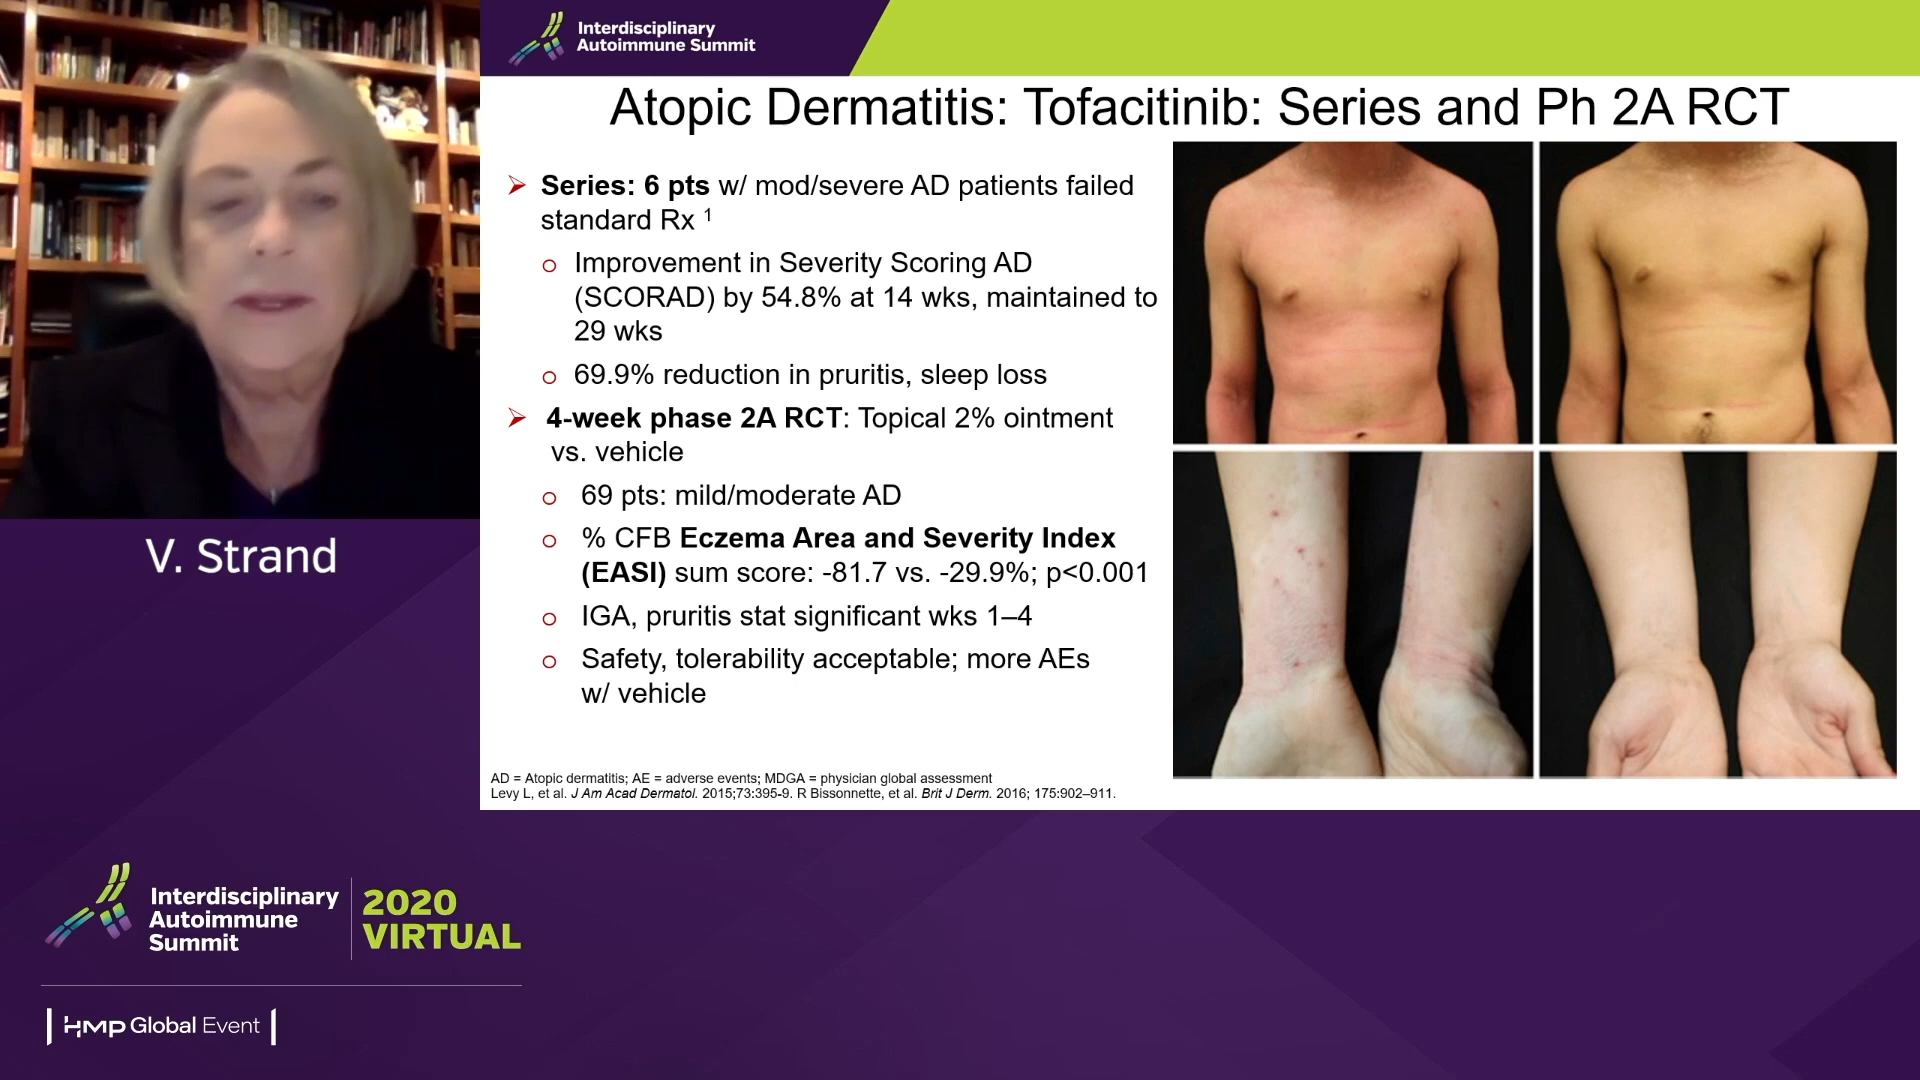 Interdisciplinary
Autoimmune Summit
Atopic Dermatitis: Tofacitinib: Series and Ph 2A RCT
➢ Series: 6 pts w/ mod/severe AD patients failed
standard Rx 1
o Improvement in Severity Scoring AD
(SCORAD) by 54.8% at 14 wks, maintained to
29 wks
o 69.9% reduction in pruritis, sleep loss
➢ 4-week phase 2A RCT: Topical 2% ointment
vs. vehicle
o 69 pts: mild/moderate AD
o % CFB Eczema Area and Severity Index
(EASI) sum score: -81.7 vs. -29.9%; p<0.001
o IGA, pruritis stat significant wks 1–4
o Safety, tolerability acceptable; more AEs
w/ vehicle
AD = Atopic dermatitis; AE = adverse events; MDGA = physician global assessment
Levy L, et al. J Am Acad Dermatol. 2015;73:395-9. R Bissonnette, et al. Brit J Derm. 2016; 175:902–911.
V. Strand
Interdisciplinary
Autoimmune
Summit
2020
VIRTUAL
HMP Global Event